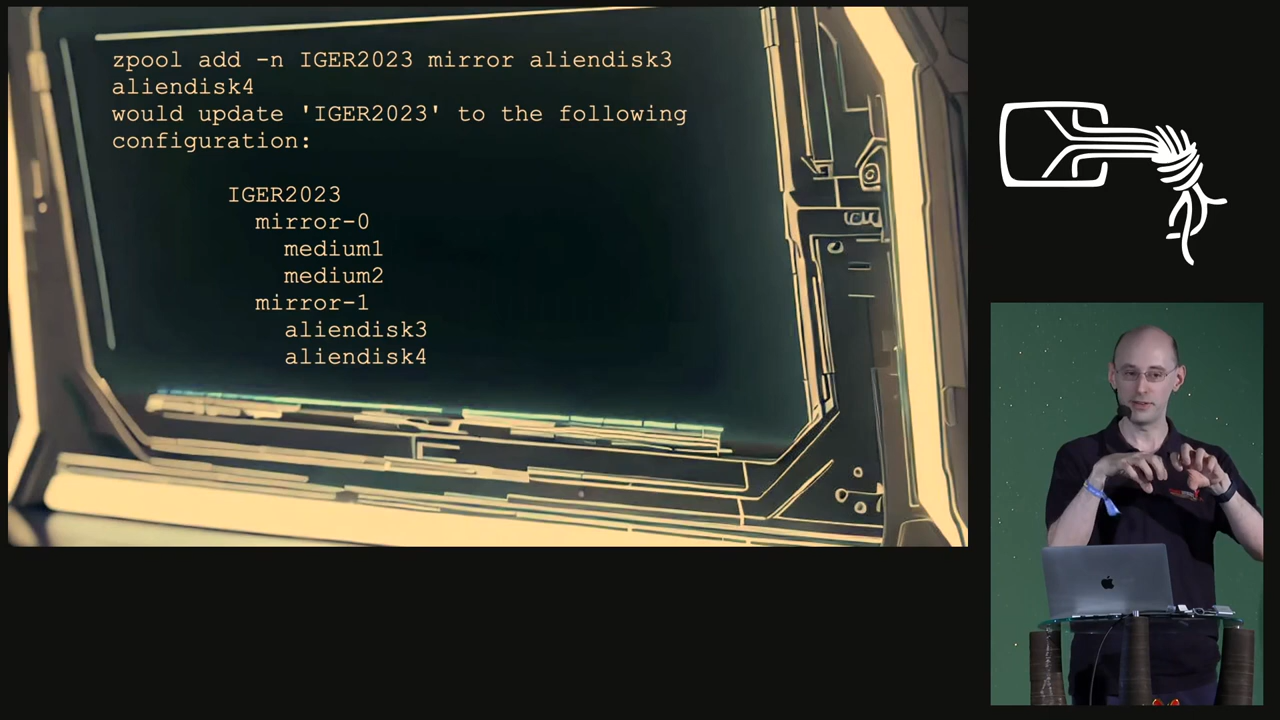 zpool add -n IGER2023 mirror aliendisk3
aliendisk4
would update 'IGER2023' to the following
configuration:
IGER2023
mirror-0
medium1
medium2
mirror-1
aliendisk3
aliendisk4